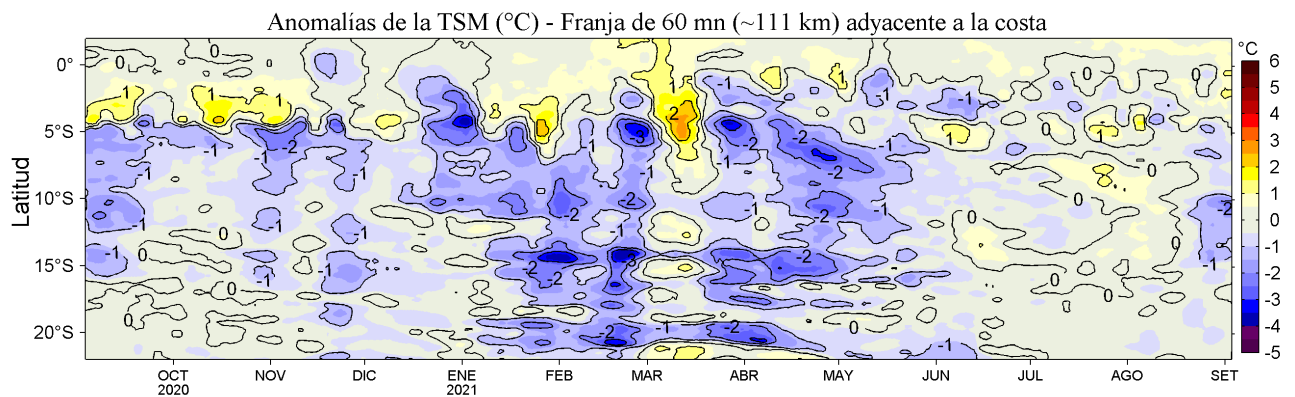 Anomalías de la TSM (°C) - Franja de 60 mn (~111 km) adyacente a la costa
°C
Latitud
0°
5°S
10°S
15°S
20°S
6
5
4
3
2
1
0
-1
-2
-3
-4
-5
OCT NOV DIC ENE FEB MAR ABR MAY JUN JUL AGO SET
2020 2021